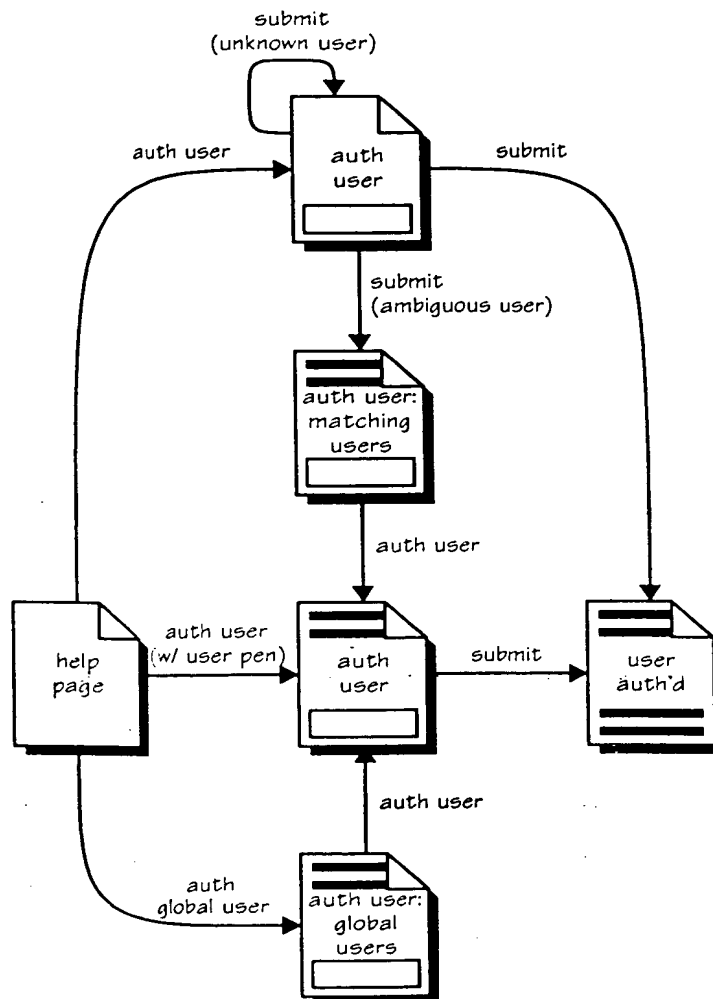 submit
(unknown user)
auth user
auth
user
submit
submit
(ambiguous user)
auth user:
matching
users
auth user
help
page
auth user
(w/ user pen)
auth
user
submit
user
auth'd
auth user
auth
global user
auth user:
global
users